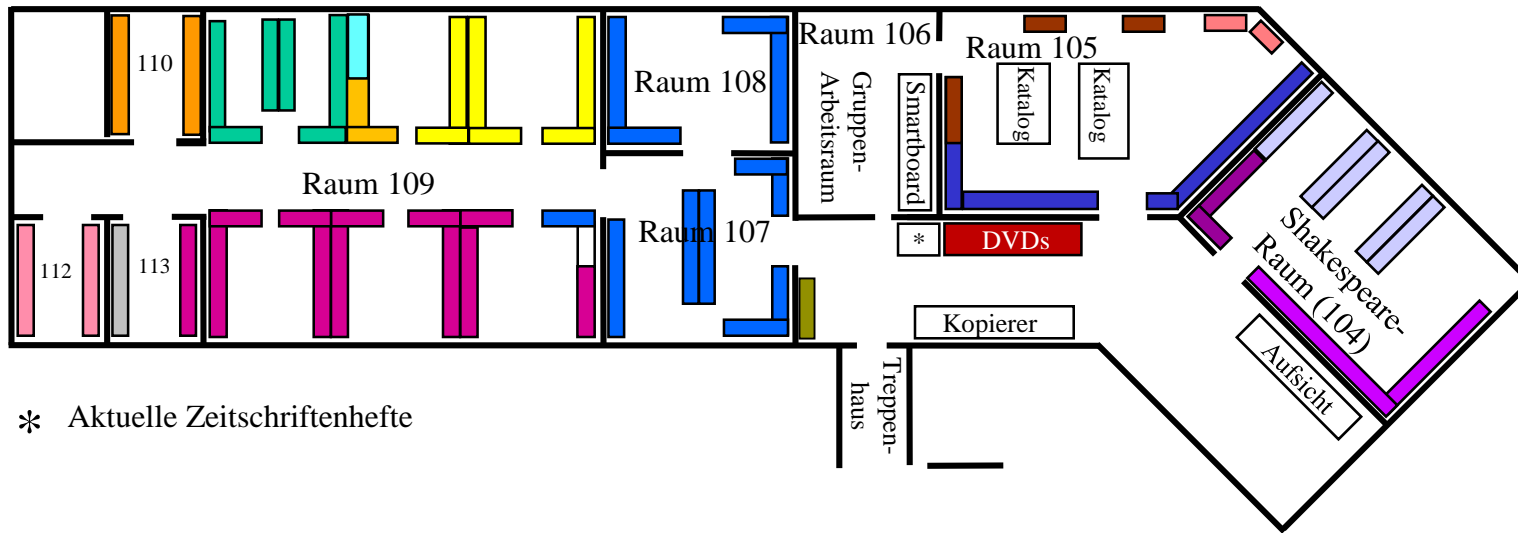 110
Raum 108
Raum 106
Raum 105
Gruppen-
Arbeitsraum
Smartboard
Katalog
Katalog
Raum 109
Raum 107
112
113
*
DVDs
Shakespeare-
Raum (104)
Kopierer
Aufsicht
Treppen-
haus
* Aktuelle Zeitschriftenhefte